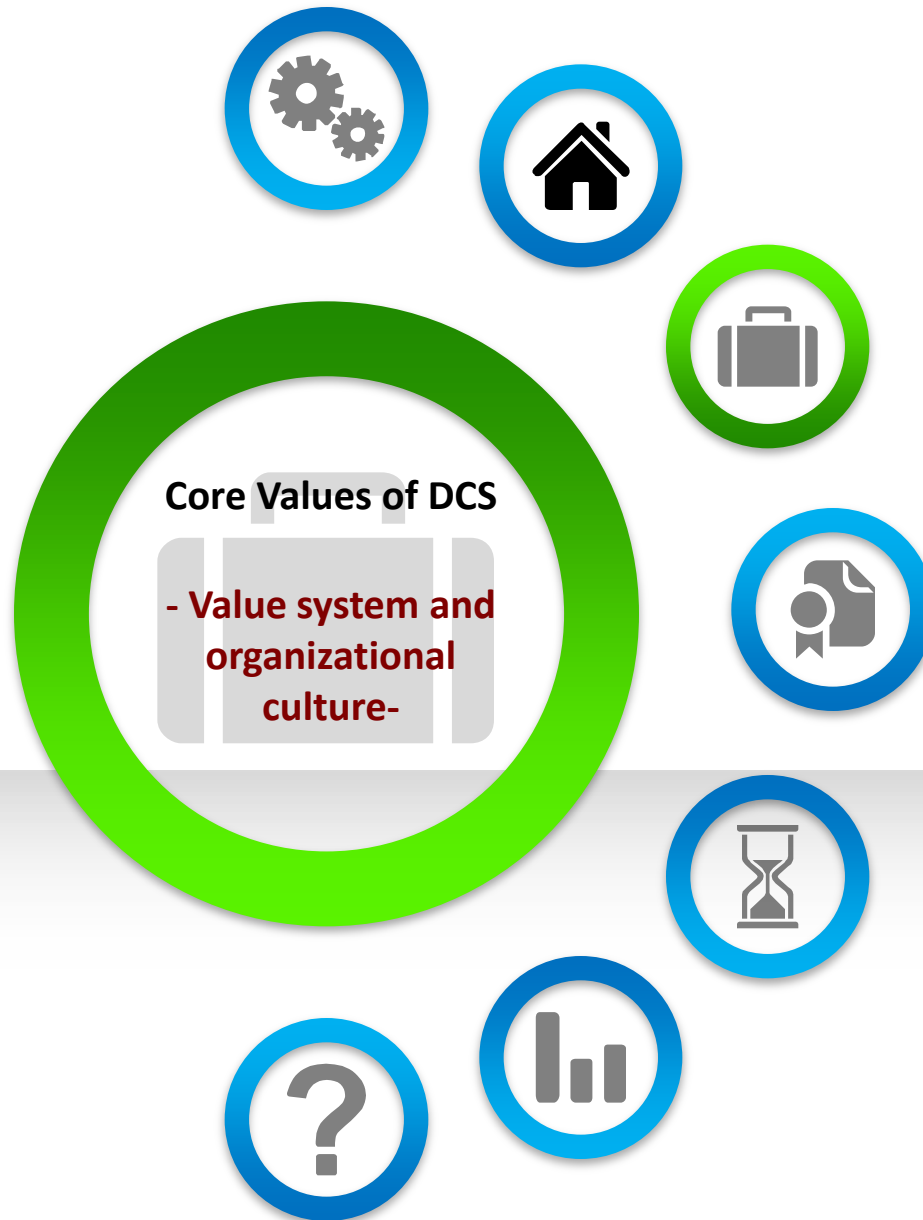 Core Values of DCS
- Value system and
organizational
culture-
?